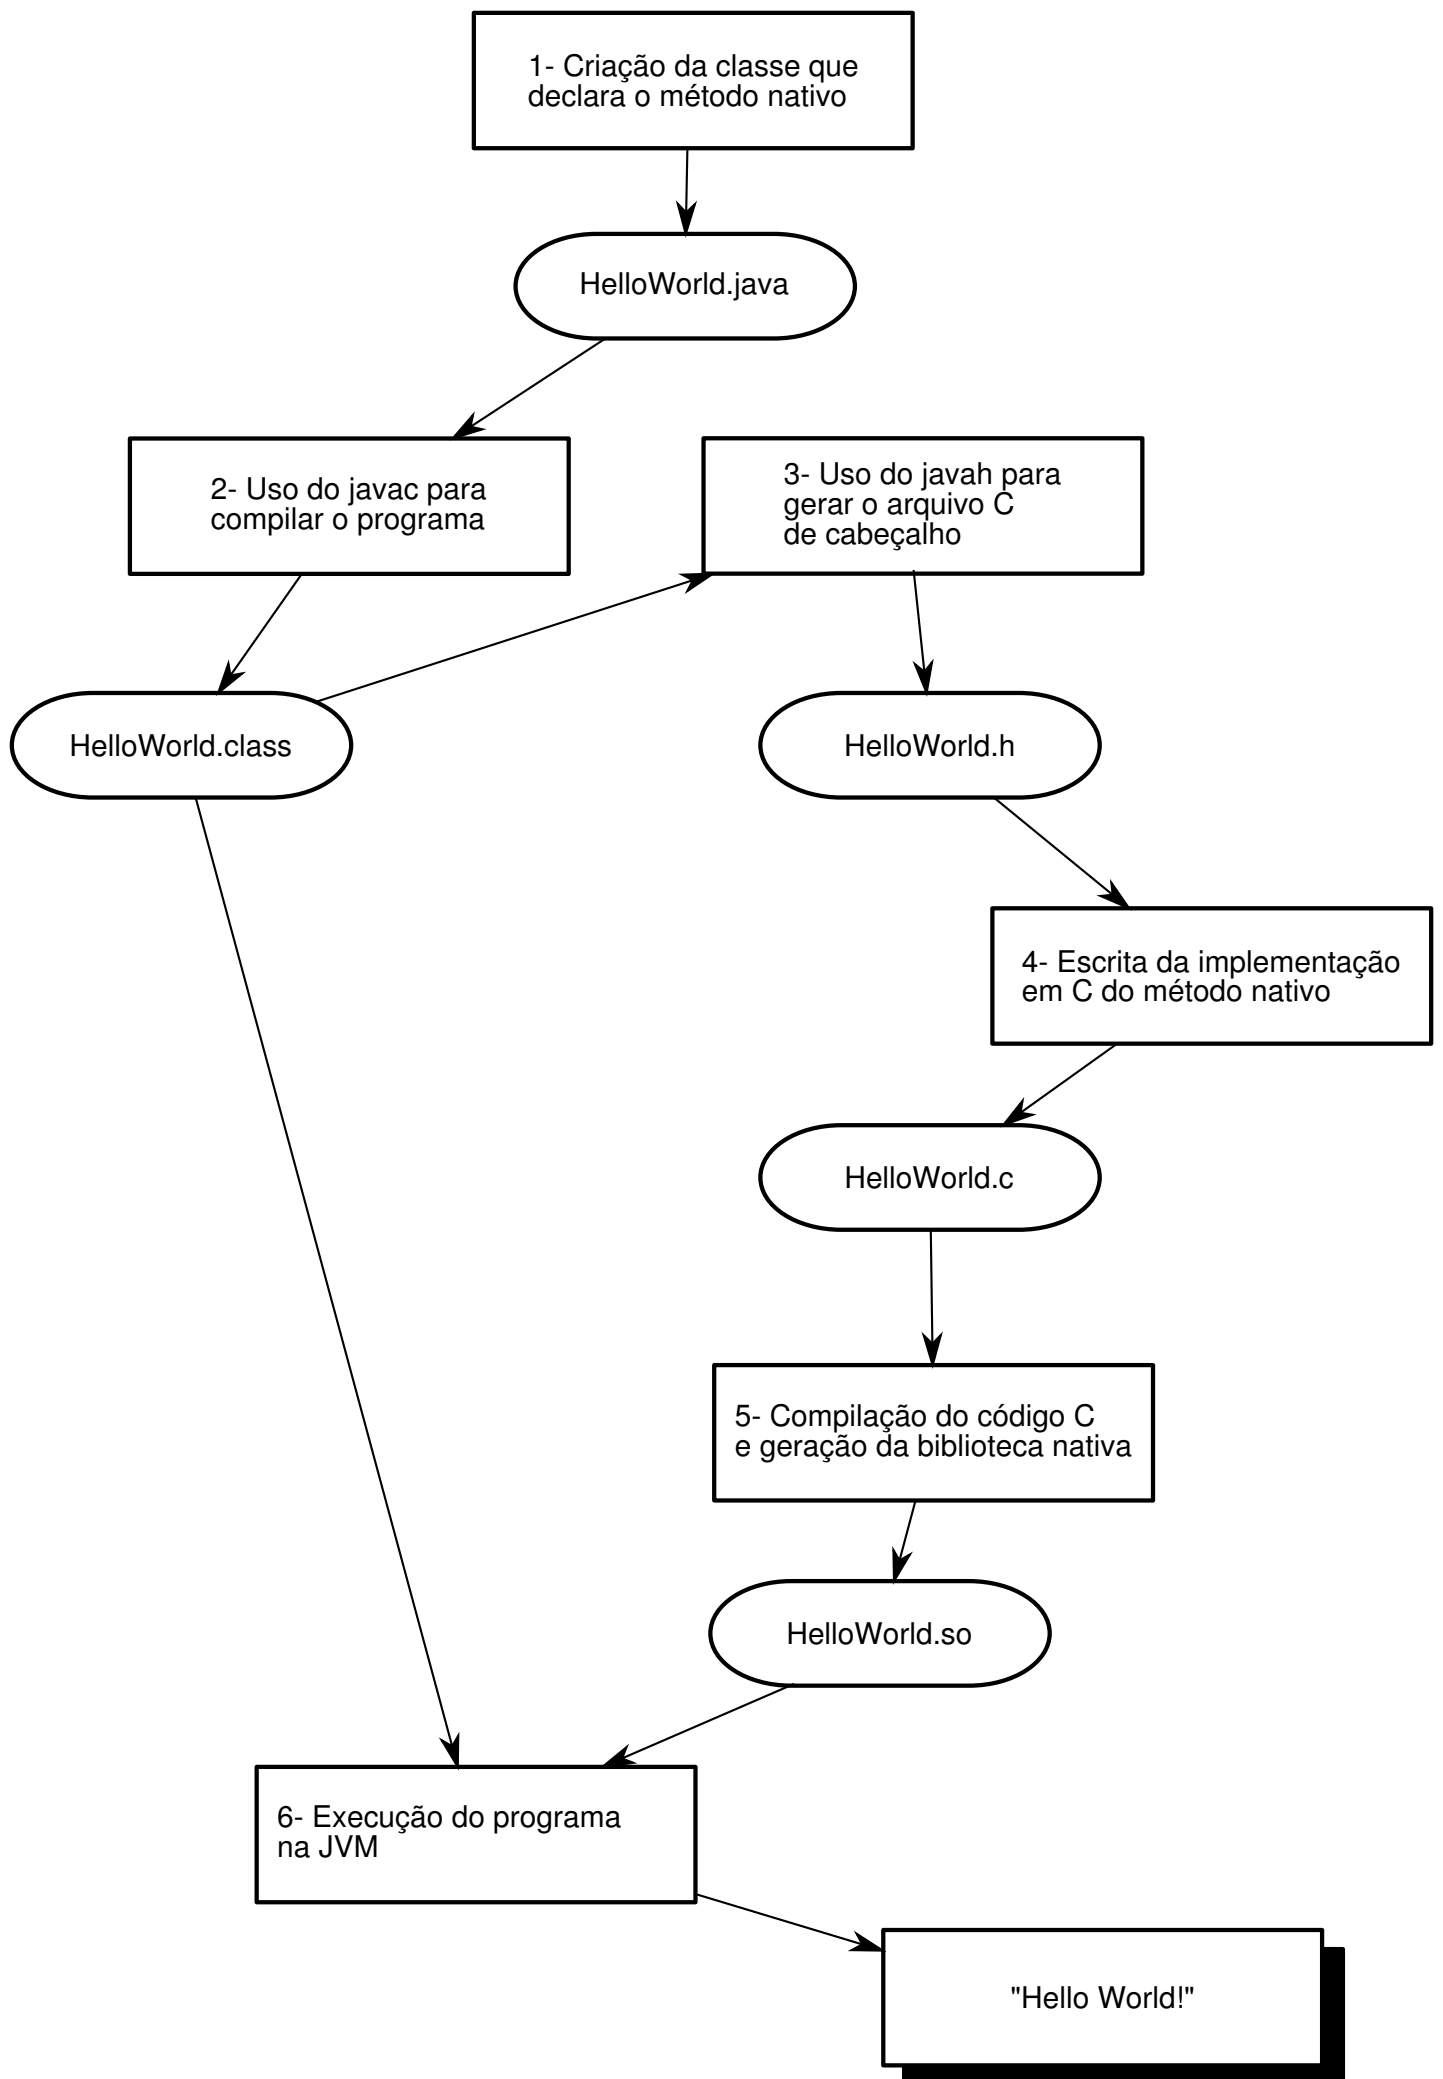 1- Criação da classe que
declara o método nativo
HelloWorld.java
2- Uso do javac para
compilar o programa
3- Uso do javah para
gerar o arquivo C
de cabeçalho
HelloWorld.class
HelloWorld.h
4- Escrita da implementação
em C do método nativo
HelloWorld.c
5- Compilação do código C
e geração da biblioteca nativa
HelloWorld.so
6- Execução do programa
na JVM
"Hello World!"